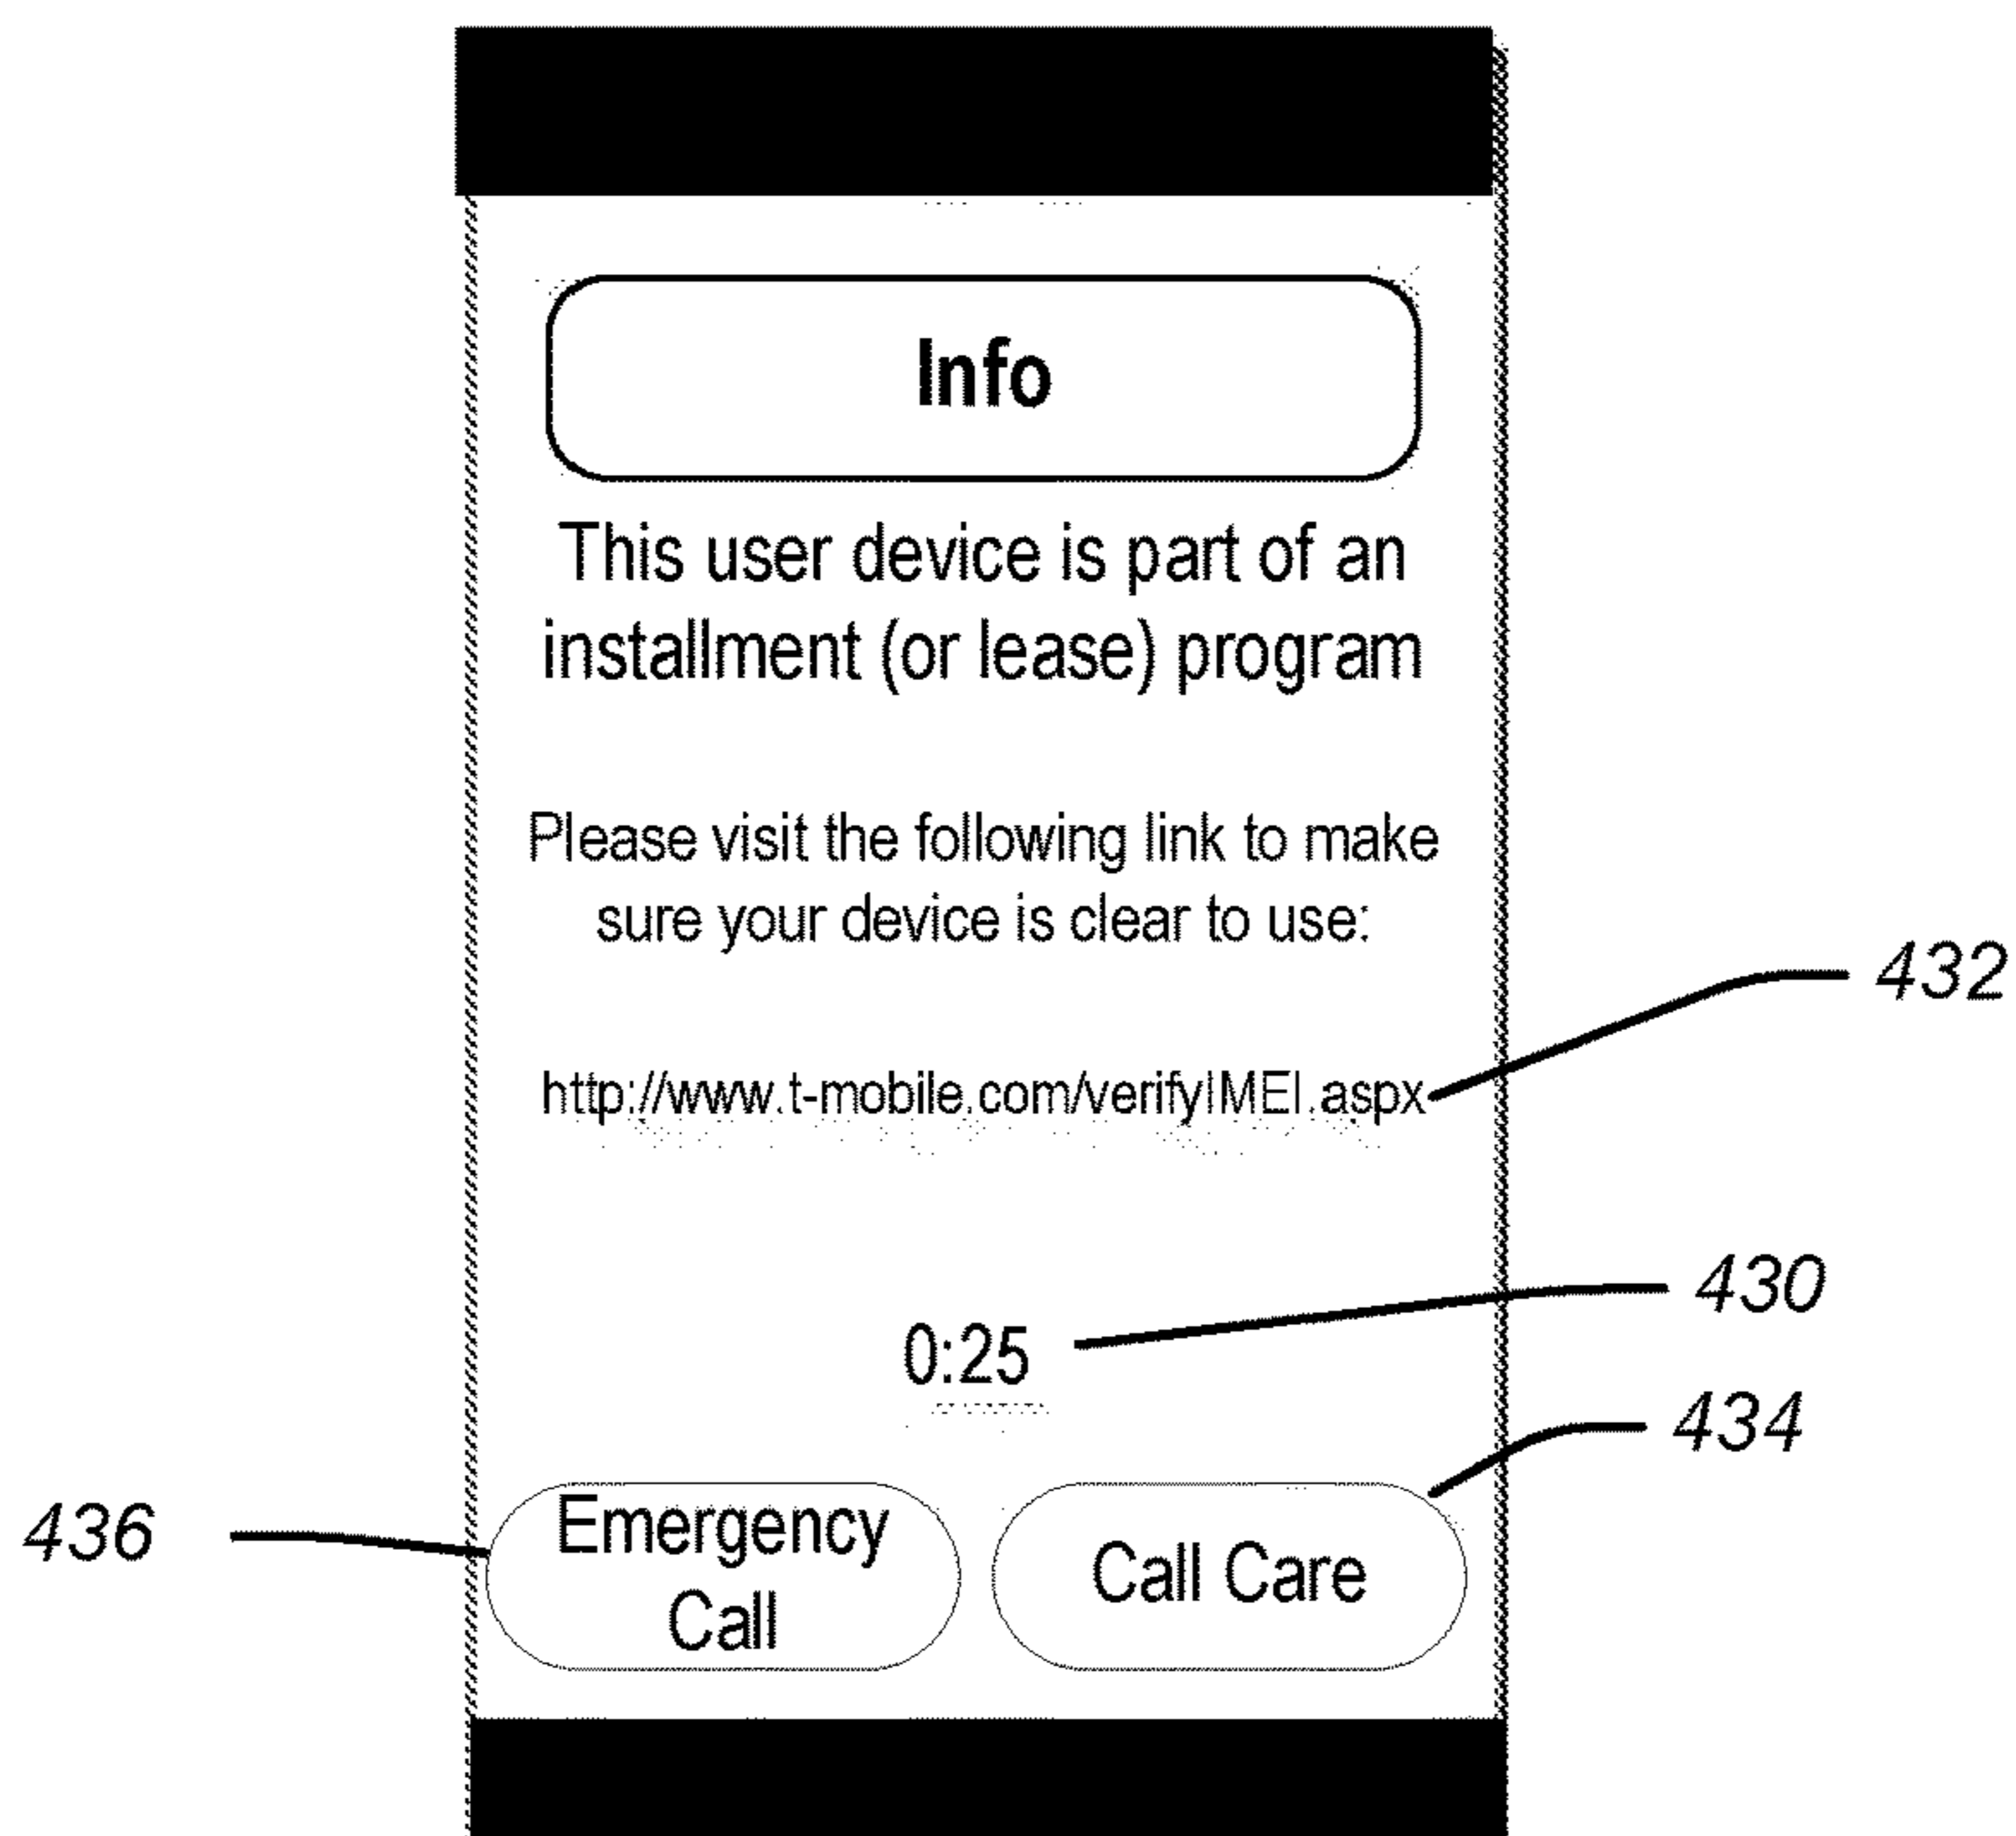 Info
This user device is part of an
installment (or lease) program
Please visit the following link to make
sure your device is clear to use:
432
http://www.t-mobile.com/verifyIMEI.aspx
430
0:25
434
436
Emergency
Call
Call Care